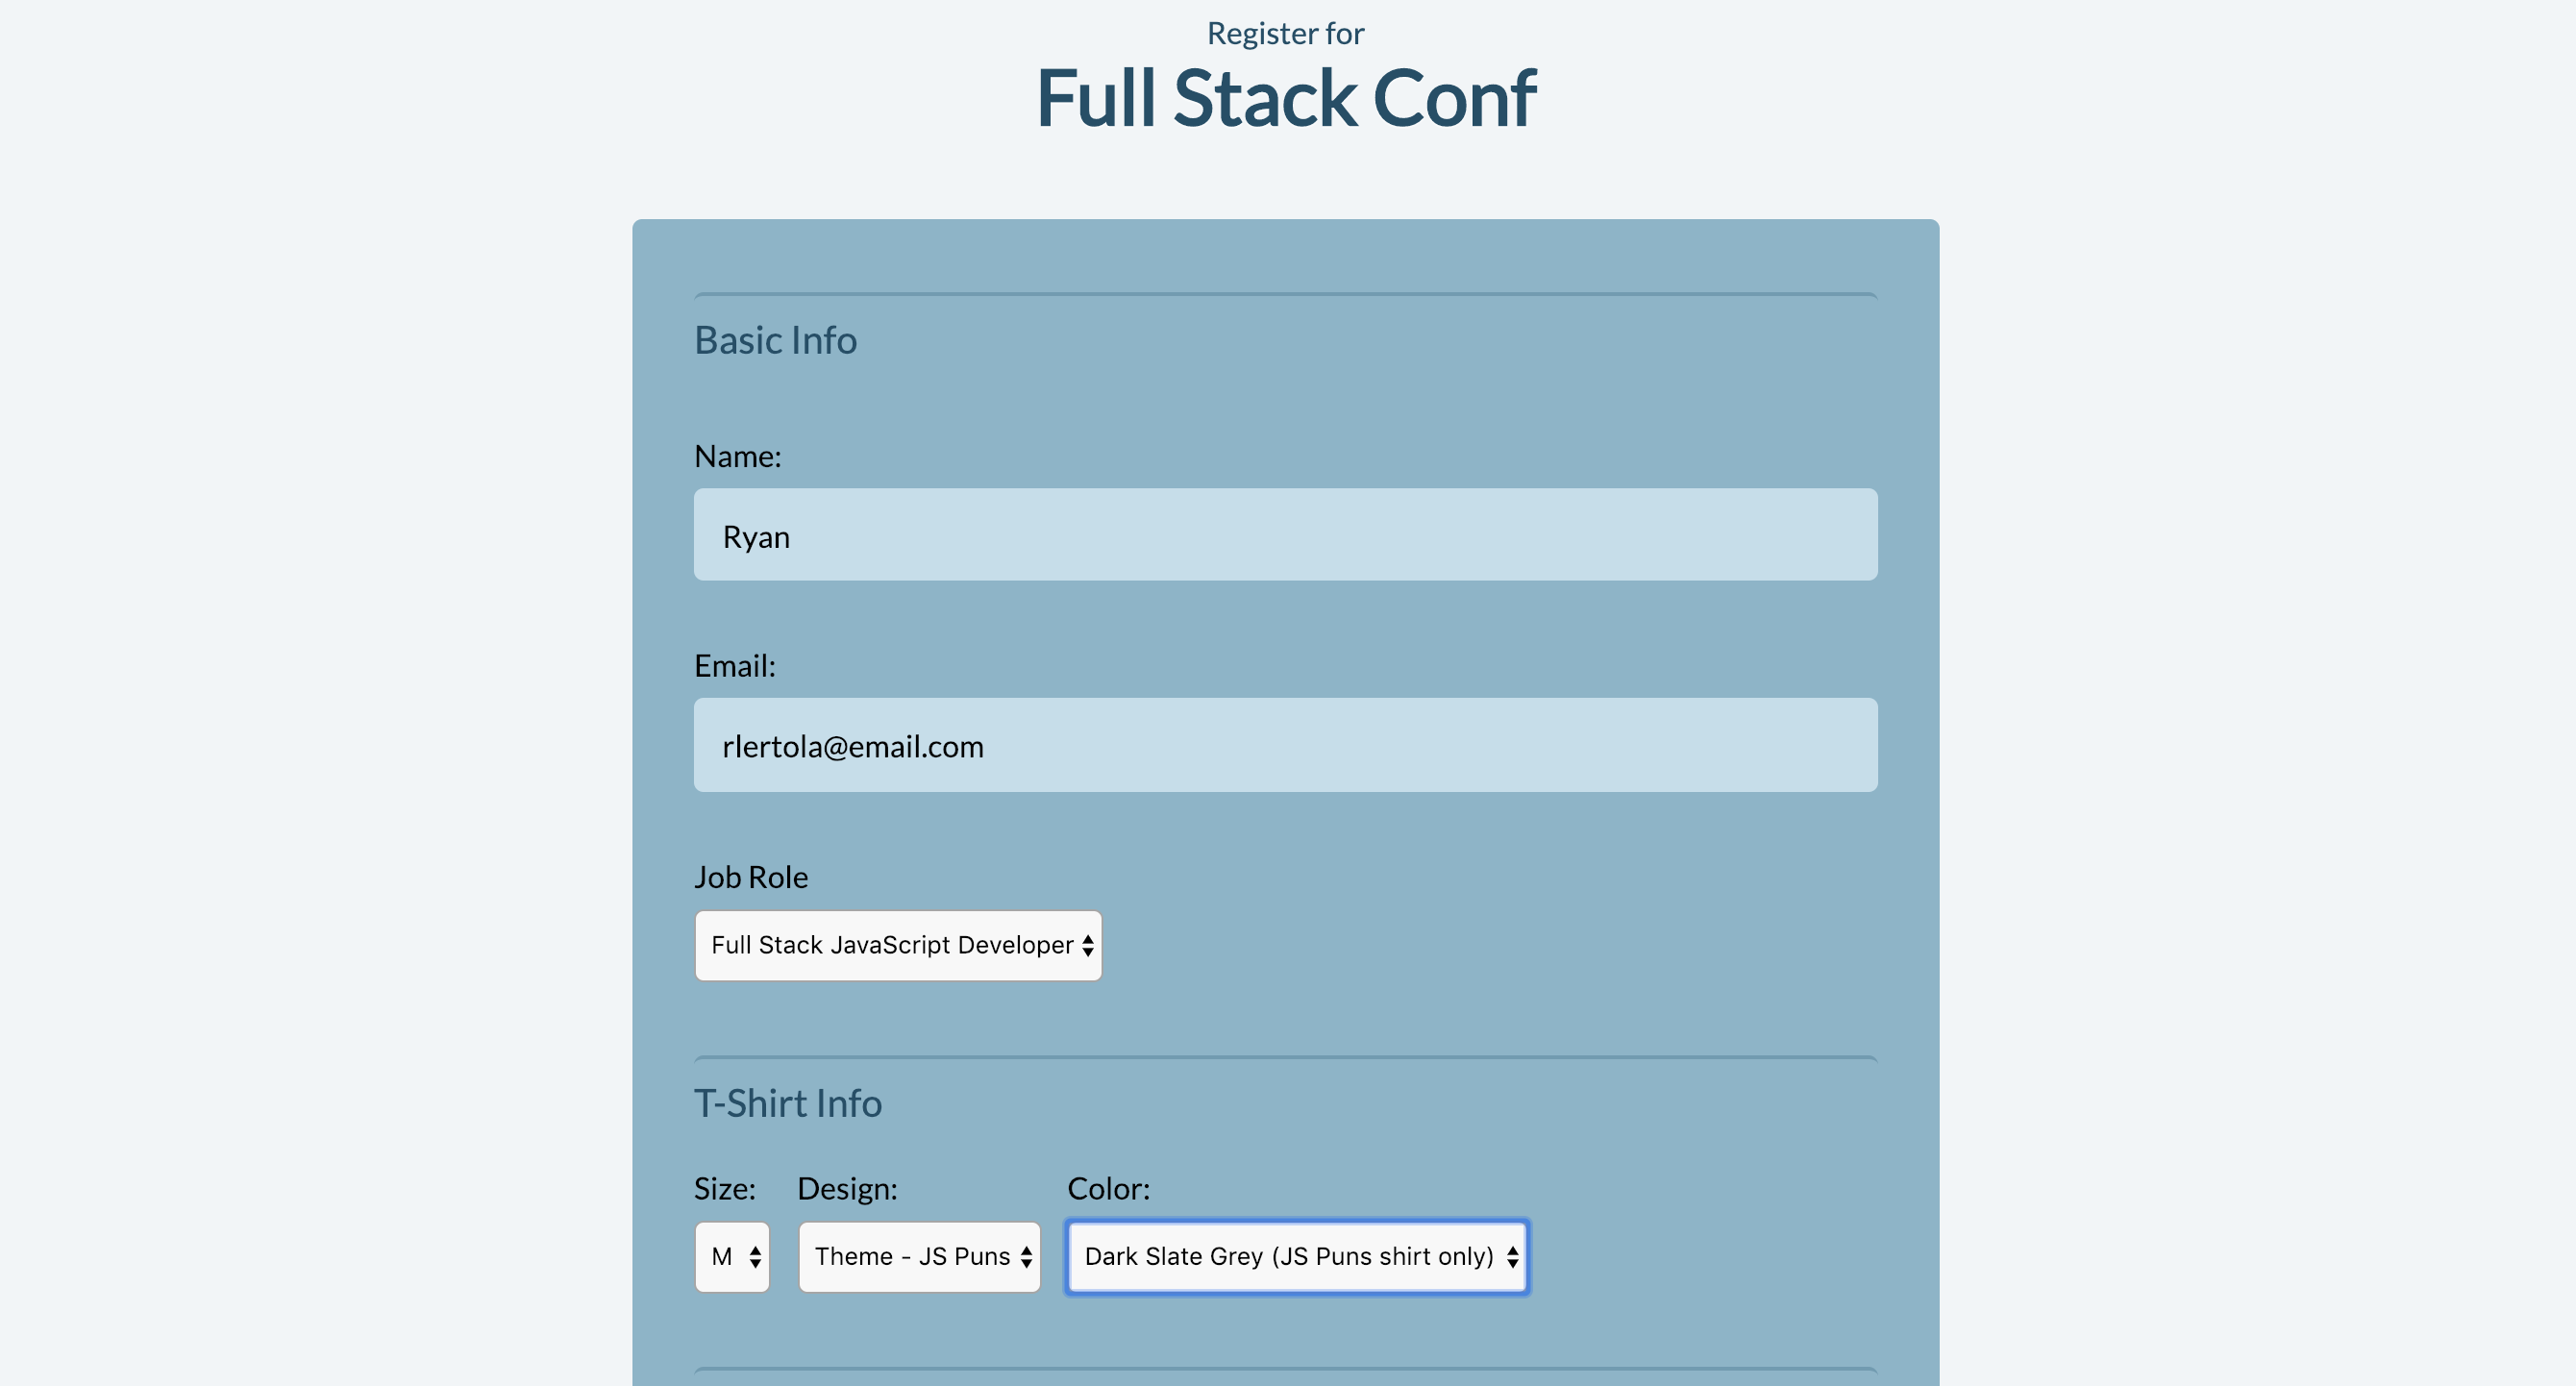 Register for
Full Stack Conf
Basic Info
Name:
Ryan
Email:
rlertola@email.com
Job Role
Full Stack JavaScript Developer
T-Shirt Info
Size: Design: Color:
M Theme - JS Puns Dark Slate Grey (JS Puns shirt only)